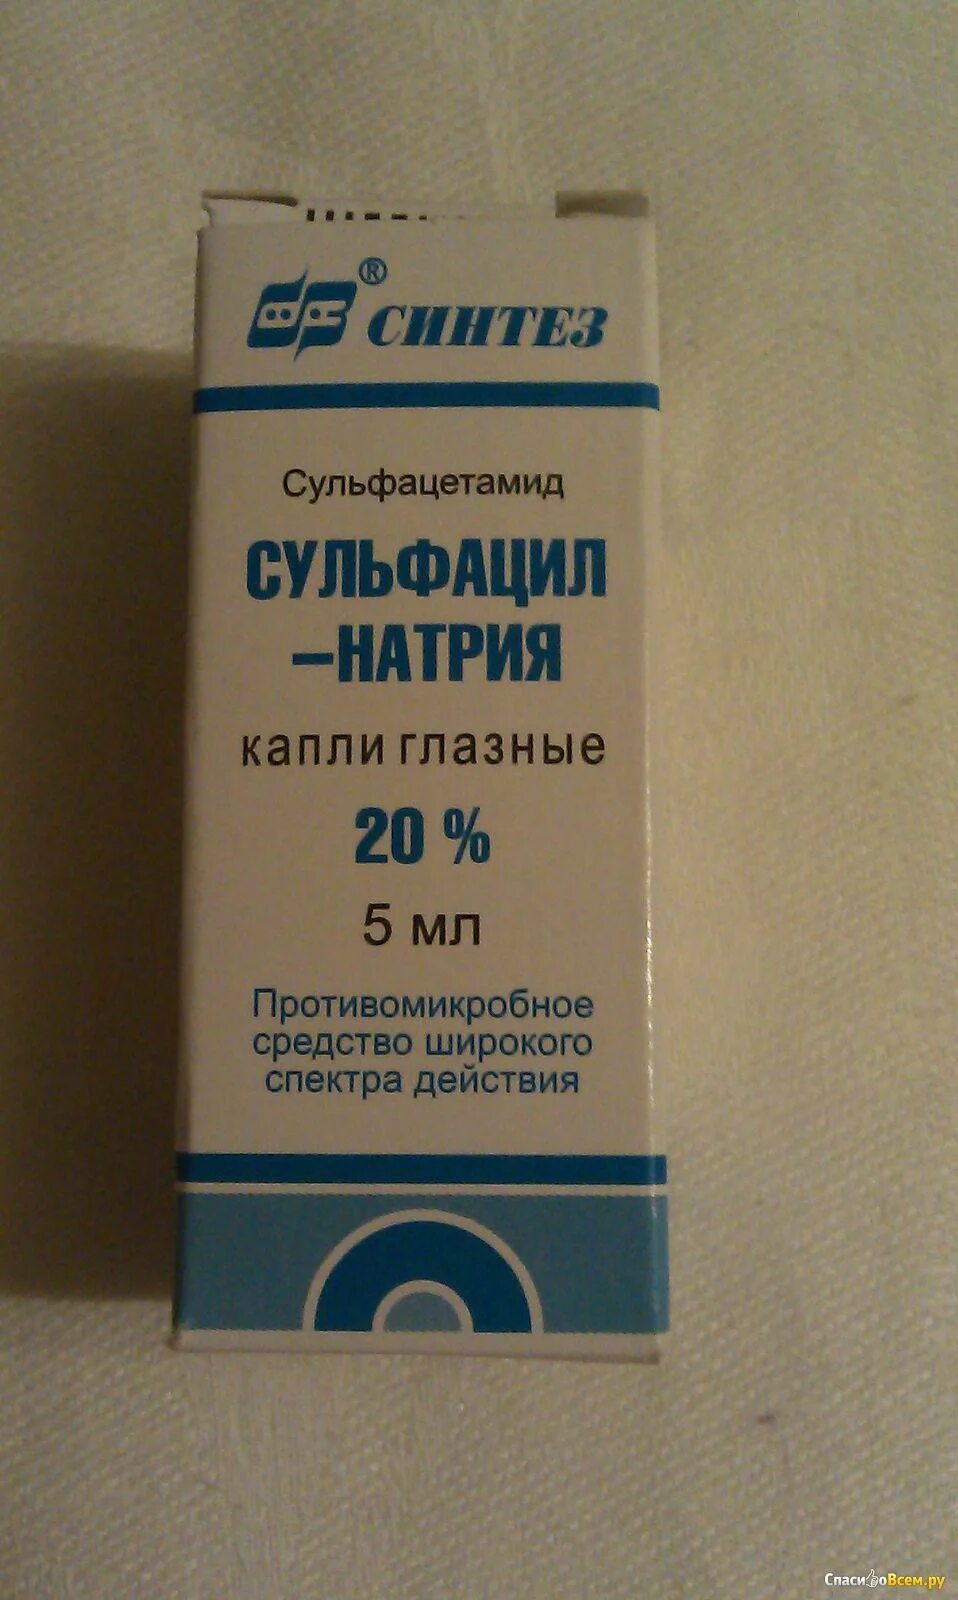 ® СИНТЕЗ
Сульфацетамид
СУЛЬФАЦИЛ
–НАТРИЯ
капли глазные
20 %
5 мл
Противомикробное
средство широкого
спектра действия
СпасибоВсем.ру